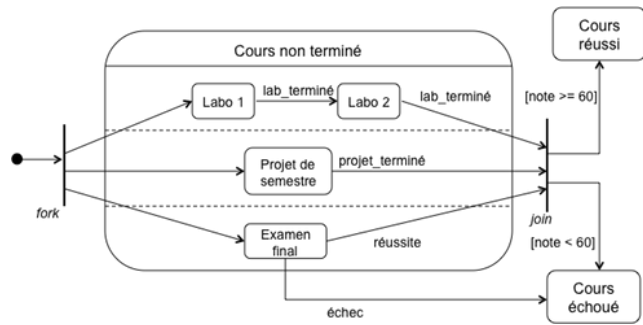 Cours non terminé
Cours
réussi
Labo 1
lab_terminé
Labo 2
lab_terminé
[note >= 60]
Projet de
semestre
projet_terminé
fork
join
Examen
final
réussite
[note < 60]
échec
Cours
échoué